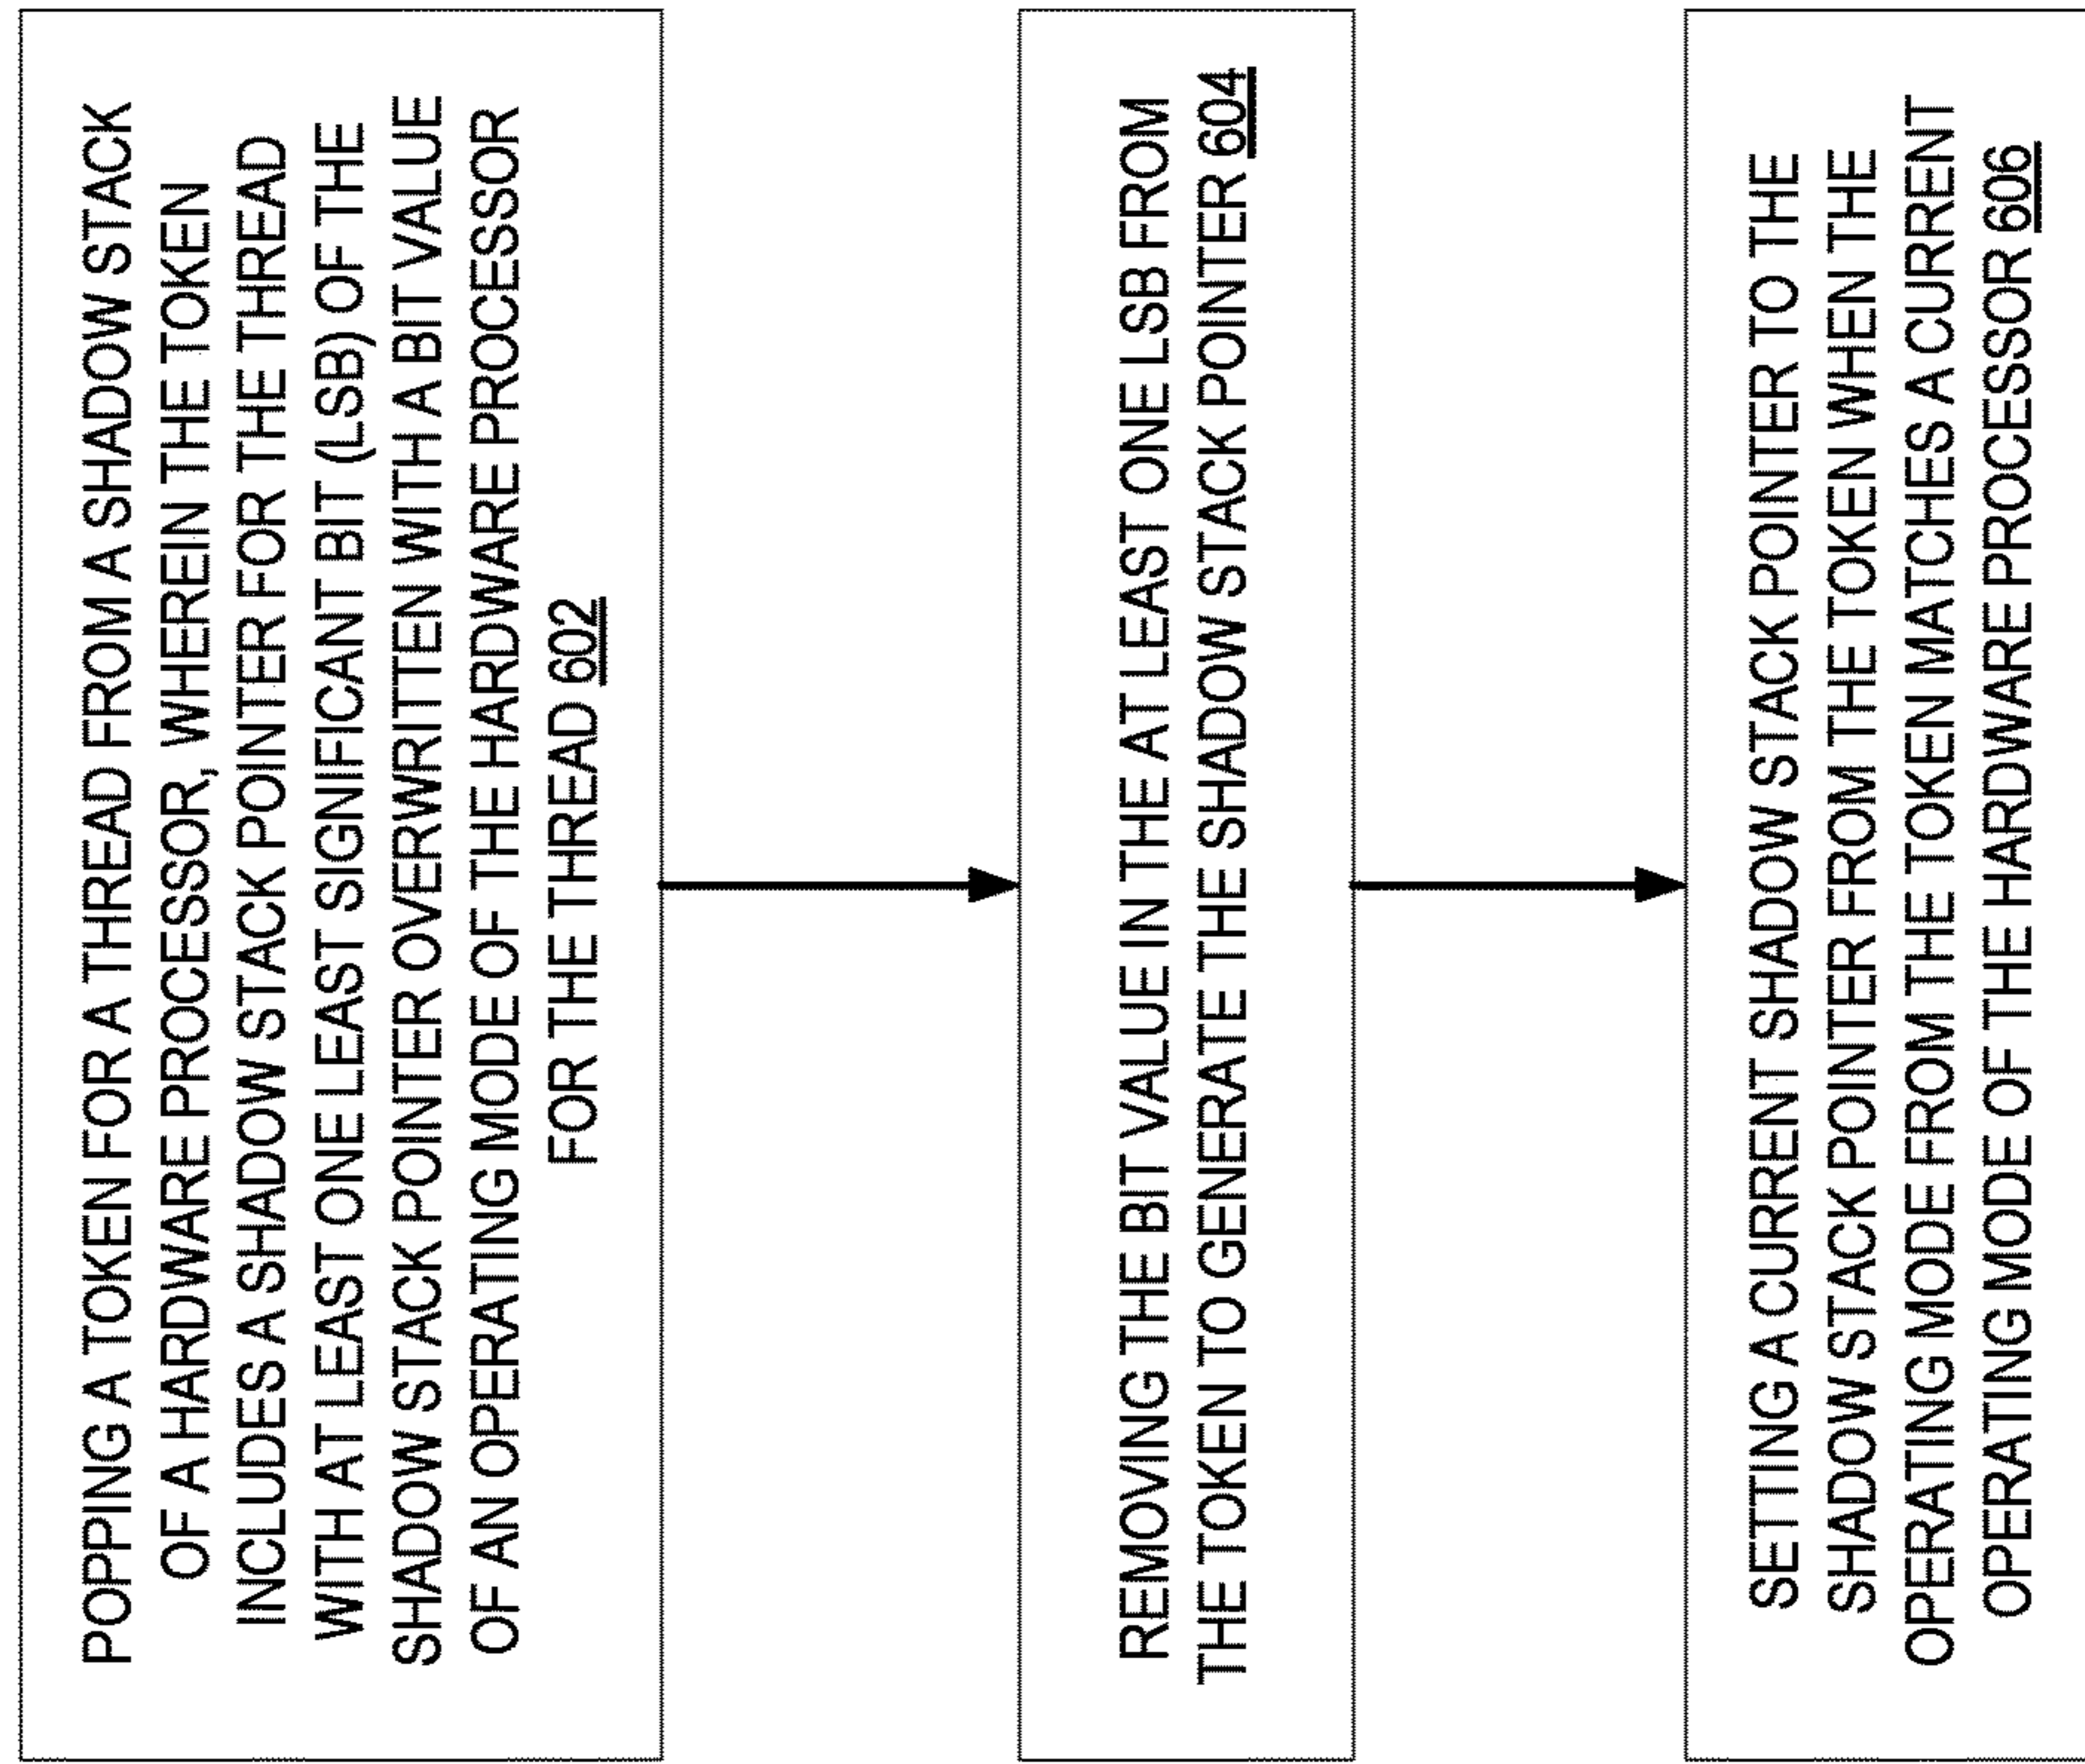 POPPING A TOKEN FOR A THREAD FROM A SHADOW STACK
OF A HARDWARE PROCESSOR, WHEREIN THE TOKEN
INCLUDES A SHADOW STACK POINTER FOR THE THREAD
WITH AT LEAST ONE LEAST SIGNIFICANT BIT (LSB) OF THE
SHADOW STACK POINTER OVERWRITTEN WITH A BIT VALUE
OF AN OPERATING MODE OF THE HARDWARE PROCESSOR
FOR THE THREAD 602
REMOVING THE BIT VALUE IN THE AT LEAST ONE LSB FROM
THE TOKEN TO GENERATE THE SHADOW STACK POINTER 604
SETTING A CURRENT SHADOW STACK POINTER TO THE
SHADOW STACK POINTER FROM THE TOKEN WHEN THE
OPERATING MODE FROM THE TOKEN MATCHES A CURRENT
OPERATING MODE OF THE HARDWARE PROCESSOR 606